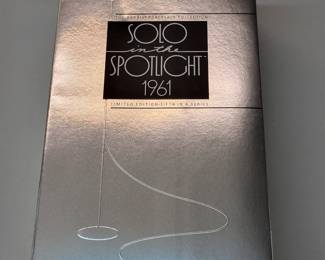 SOLO
in the
SPOTLIGHT™
1961
LIMITED EDITION · FIFTH IN A SERIES